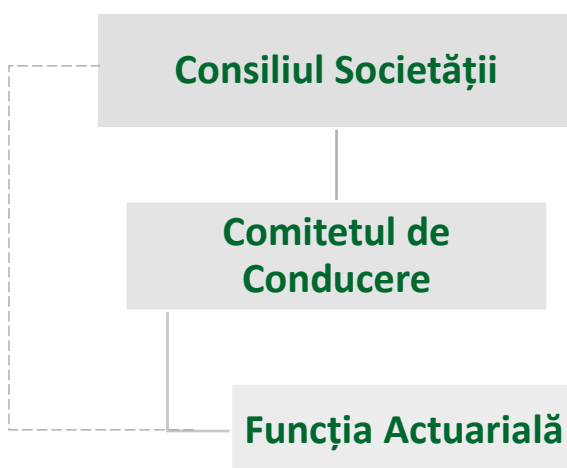 Consiliul Societății
Comitetul de
Conducere
Funcția Actuarială